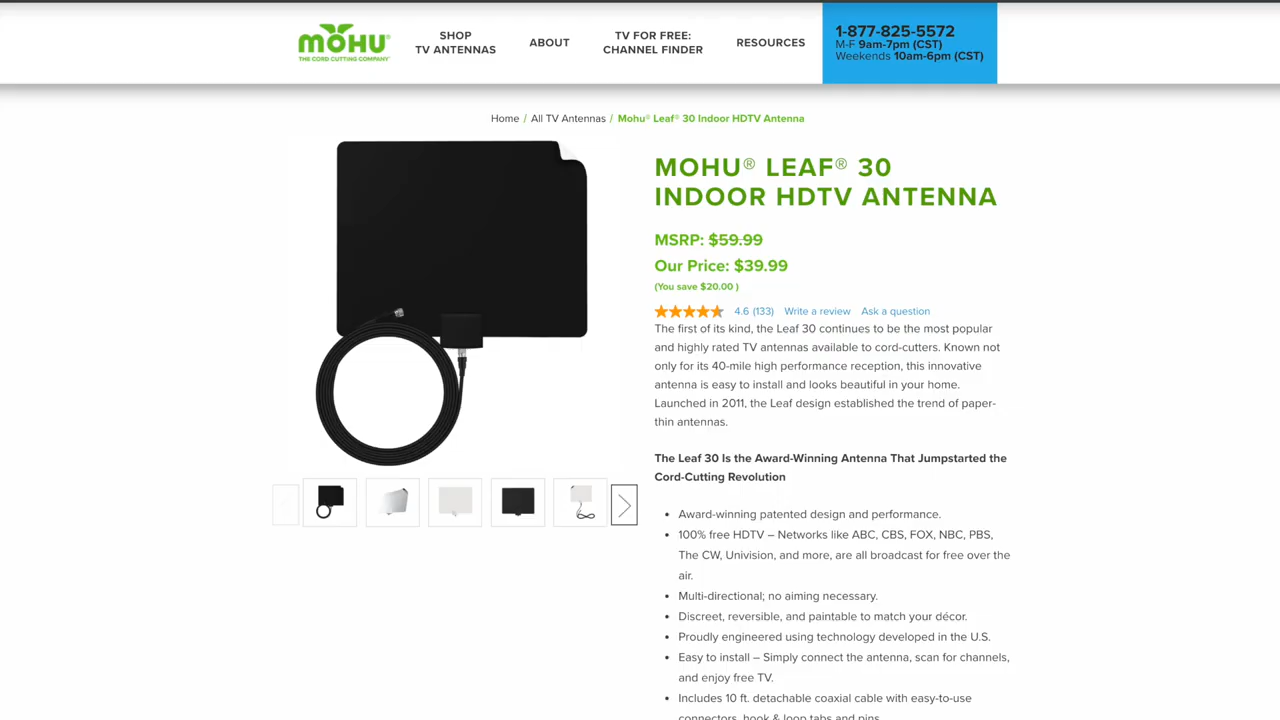 MOHU
THE CORD CUTTING COMPANY
SHOP
TV ANTENNAS
ABOUT
TV FOR FREE:
CHANNEL FINDER
RESOURCES
1-877-825-5572
M-F 9am-7pm (CST)
Weekends 10am-6pm (CST)
Home / All TV Antennas / Mohu® Leaf® 30 Indoor HDTV Antenna
MOHU® LEAF® 30
INDOOR HDTV ANTENNA
MSRP: $59.99
Our Price: $39.99
(You save $20.00 )
4.6 (133) Write a review Ask a question
The first of its kind, the Leaf 30 continues to be the most popular
and highly rated TV antennas available to cord-cutters. Known not
only for its 40-mile high performance reception, this innovative
antenna is easy to install and looks beautiful in your home.
Launched in 2011, the Leaf design established the trend of paper-
thin antennas.
The Leaf 30 Is the Award-Winning Antenna That Jumpstarted the
Cord-Cutting Revolution
• Award-winning patented design and performance.
• 100% free HDTV – Networks like ABC, CBS, FOX, NBC, PBS,
The CW, Univision, and more, are all broadcast for free over the
air.
• Multi-directional; no aiming necessary.
• Discreet, reversible, and paintable to match your décor.
• Proudly engineered using technology developed in the U.S.
• Easy to install – Simply connect the antenna, scan for channels,
and enjoy free TV.
• Includes 10 ft. detachable coaxial cable with easy-to-use
connectors, hook & loop tabs and pins